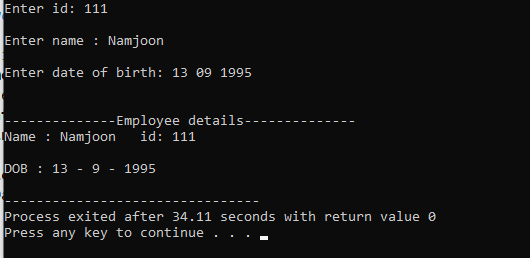 Enter id: 111
Enter name : Namjoon
Enter date of birth: 13 09 1995
--------------Employee details--------------
Name : Namjoon   id: 111
DOB : 13 - 9 - 1995
--------------------------------
Process exited after 34.11 seconds with return value 0
Press any key to continue . . .